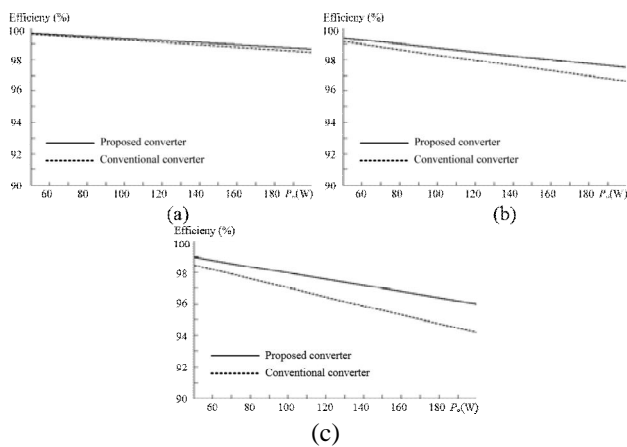 Efficieny (%)
100
98
96
94
92
90
Proposed converter
Conventional converter
60 80 100 120 140 160 180 Pₒ(W)
(a)
Efficieny (%)
100
98
96
94
92
90
Proposed converter
Conventional converter
60 80 100 120 140 160 180 Pₒ(W)
(b)
Efficieny (%)
100
98
96
94
92
90
Proposed converter
Conventional converter
60 80 100 120 140 160 180 Pₒ(W)
(c)